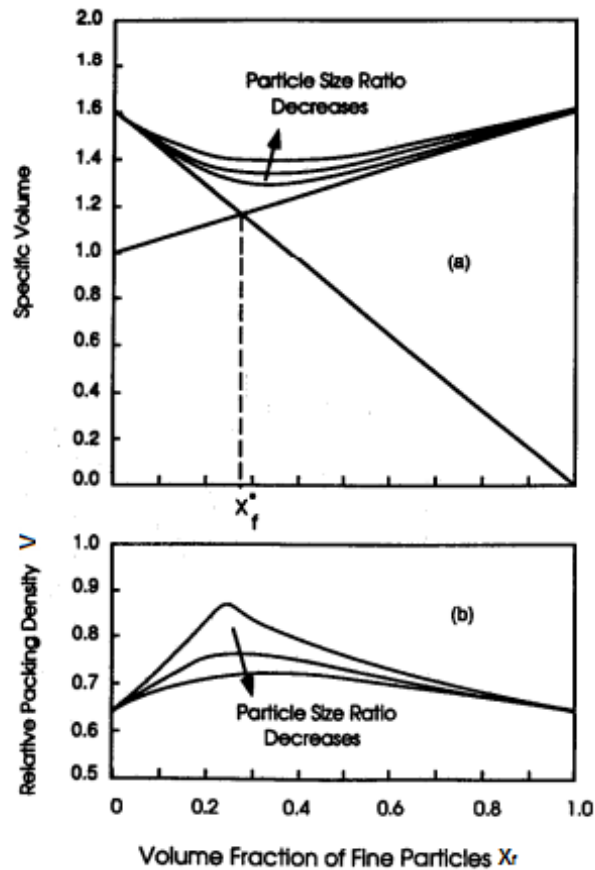 2.0
1.8
1.6
1.4
1.2
1.0
0.8
0.6
0.4
0.2
0.0
Specific Volume
Particle Size Ratio
Decreases
(a)
X*f
1.0
0.9
0.8
0.7
0.6
0.5
Relative Packing Density V
(b)
Particle Size Ratio
Decreases
0 0.2 0.4 0.6 0.8 1.0
Volume Fraction of Fine Particles Xf